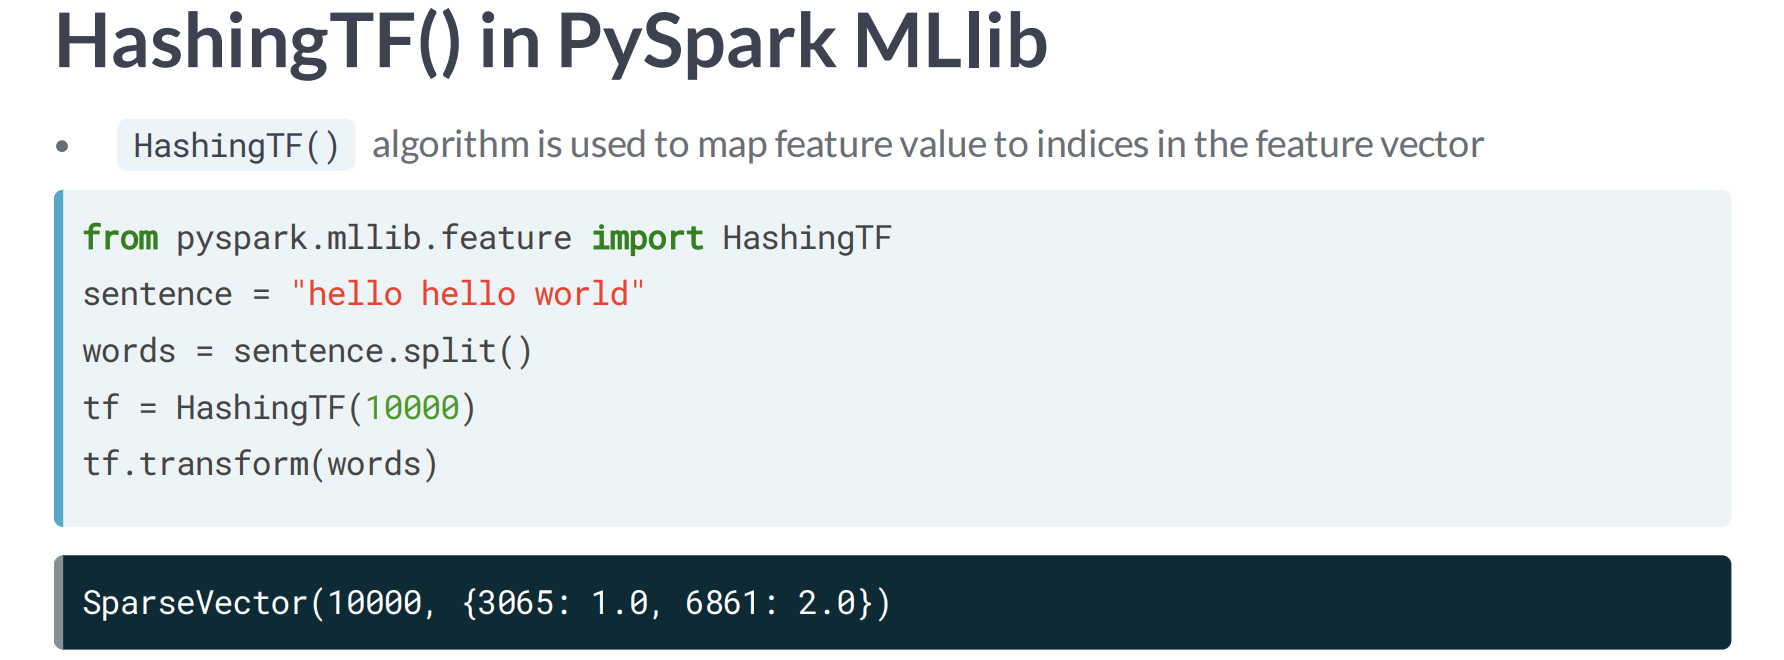 HashingTF() in PySpark MLlib
• HashingTF() algorithm is used to map feature value to indices in the feature vector
from pyspark.mllib.feature import HashingTF
sentence = "hello hello world"
words = sentence.split()
tf = HashingTF(10000)
tf.transform(words)
SparseVector(10000, {3065: 1.0, 6861: 2.0})